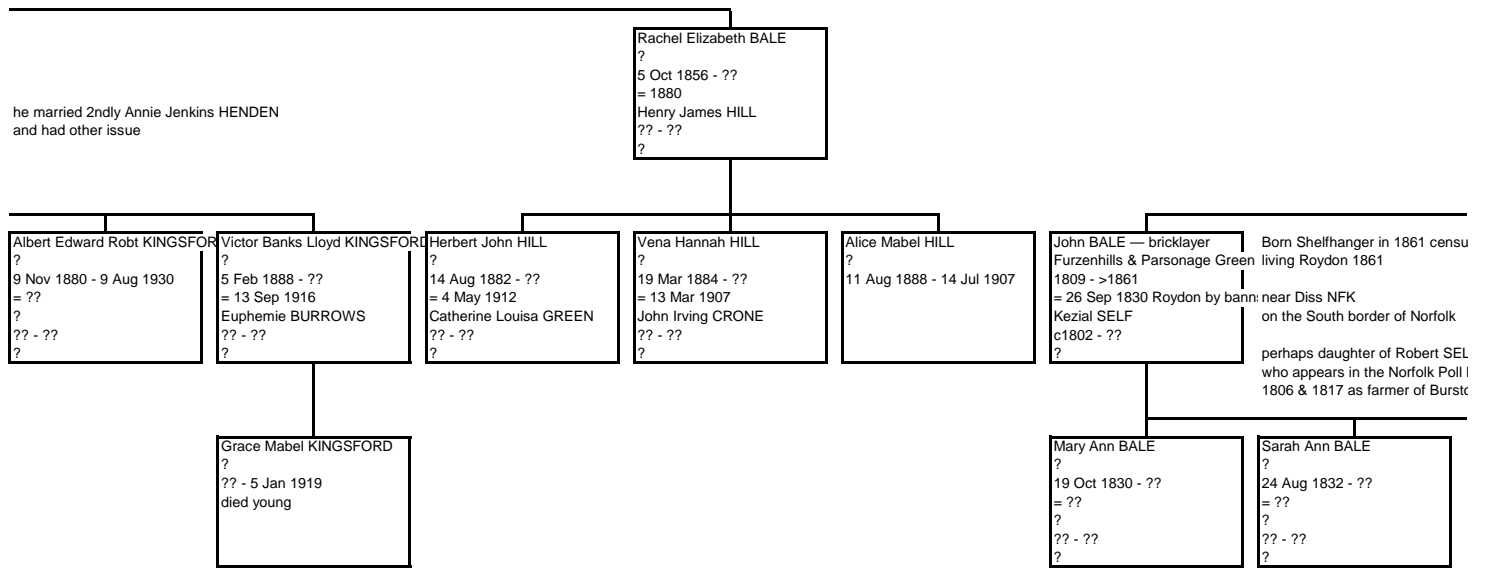 Rachel Elizabeth BALE
?
5 Oct 1856 - ??
= 1880
Henry James HILL
?? - ??
?
he married 2ndly Annie Jenkins HENDEN
and had other issue
Albert Edward Robt KINGSFOR
?
9 Nov 1880 - 9 Aug 1930
= ??
?
?? - ??
?
Victor Banks Lloyd KINGSFORD
?
5 Feb 1888 - ??
= 13 Sep 1916
Euphemie BURROWS
?? - ??
?
Herbert John HILL
?
14 Aug 1882 - ??
= 4 May 1912
Catherine Louisa GREEN
?? - ??
?
Vena Hannah HILL
?
19 Mar 1884 - ??
= 13 Mar 1907
John Irving CRONE
?? - ??
?
Alice Mabel HILL
?
11 Aug 1888 - 14 Jul 1907
John BALE — bricklayer
Furzenhills & Parsonage Green
1809 - >1861
= 26 Sep 1830 Roydon by banns
Kezial SELF
c1802 - ??
?
Born Shelfhanger in 1861 censu
living Roydon 1861
near Diss NFK
on the South border of Norfolk
perhaps daughter of Robert SEL
who appears in the Norfolk Poll
1806 & 1817 as farmer of Bursto
Grace Mabel KINGSFORD
?
?? - 5 Jan 1919
died young
Mary Ann BALE
?
19 Oct 1830 - ??
= ??
?
?? - ??
?
Sarah Ann BALE
?
24 Aug 1832 - ??
= ??
?
?? - ??
?